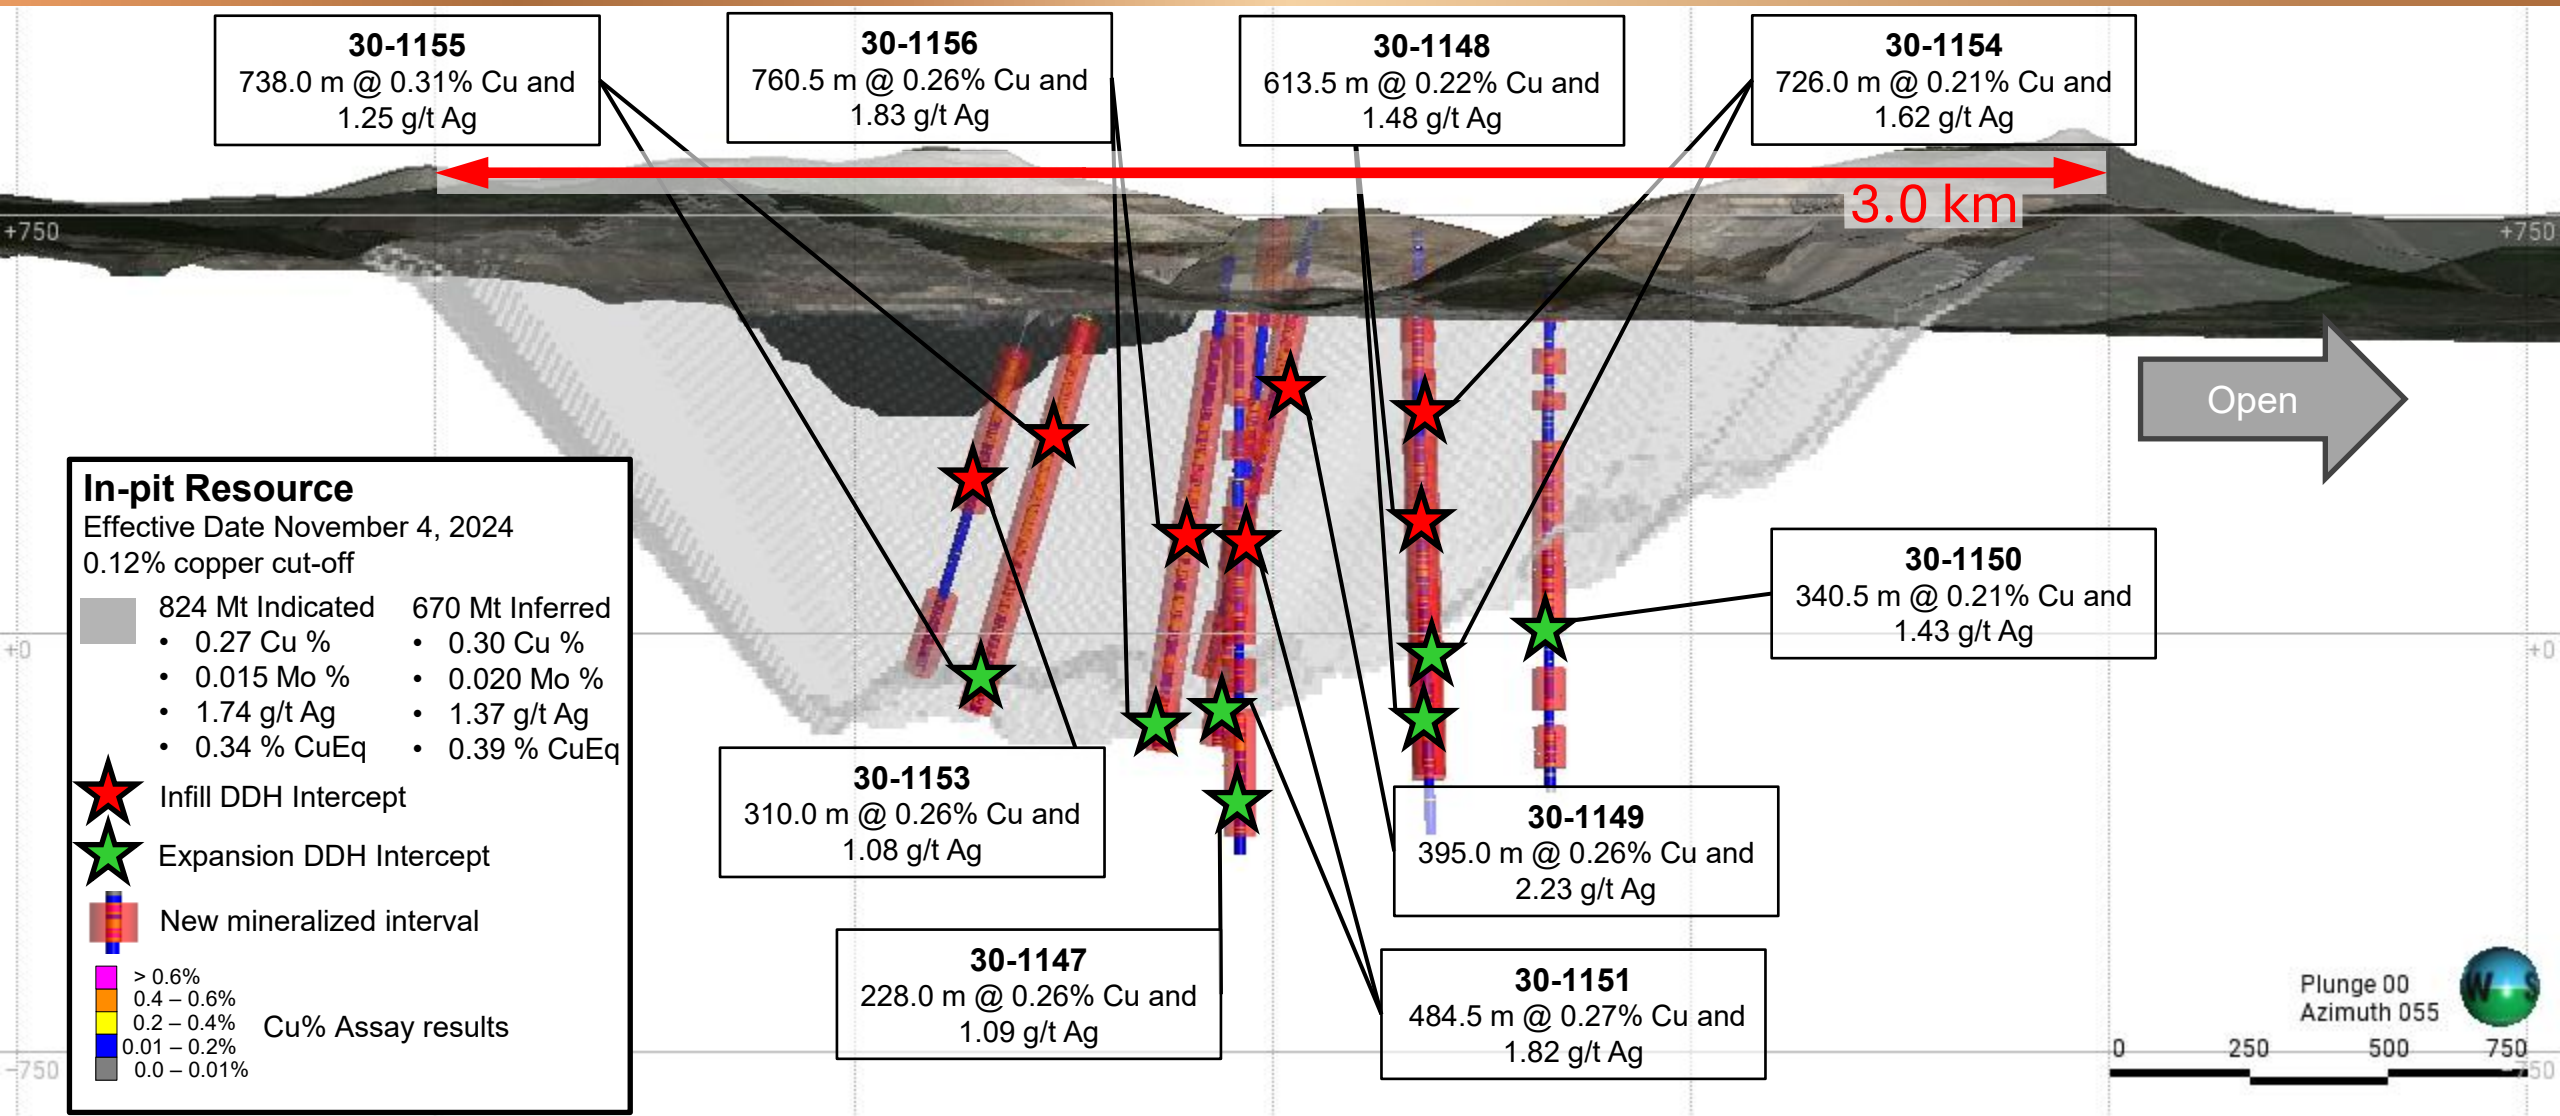 30-1155
738.0 m @ 0.31% Cu and
1.25 g/t Ag
30-1156
760.5 m @ 0.26% Cu and
1.83 g/t Ag
30-1148
613.5 m @ 0.22% Cu and
1.48 g/t Ag
30-1154
726.0 m @ 0.21% Cu and
1.62 g/t Ag
3.0 km
+750
+750
Open
In-pit Resource
Effective Date November 4, 2024
0.12% copper cut-off
824 Mt Indicated
• 0.27 Cu %
• 0.015 Mo %
• 1.74 g/t Ag
• 0.34 % CuEq
670 Mt Inferred
• 0.30 Cu %
• 0.020 Mo %
• 1.37 g/t Ag
• 0.39 % CuEq
Infill DDH Intercept
Expansion DDH Intercept
New mineralized interval
> 0.6%
0.4 – 0.6%
0.2 – 0.4%
0.01 – 0.2%
0.0 – 0.01%
Cu% Assay results
30-1150
340.5 m @ 0.21% Cu and
1.43 g/t Ag
+0
+0
30-1153
310.0 m @ 0.26% Cu and
1.08 g/t Ag
30-1149
395.0 m @ 0.26% Cu and
2.23 g/t Ag
30-1147
228.0 m @ 0.26% Cu and
1.09 g/t Ag
30-1151
484.5 m @ 0.27% Cu and
1.82 g/t Ag
Plunge 00
Azimuth 055
W S
0 250 500 750
-750
-750